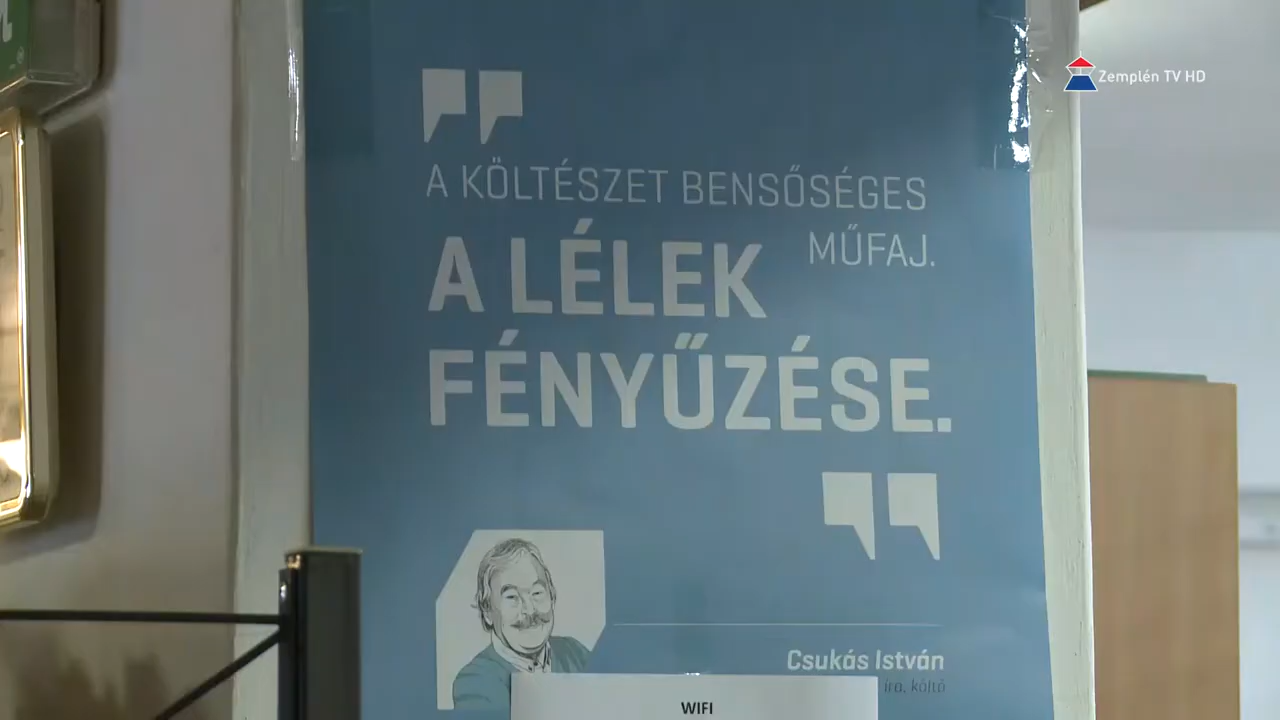 Zemplén TV HD
A KÖLTÉSZET BENSŐSÉGES
MŰFAJ.
A LÉLEK
FÉNYŰZÉSE.
Csukás István
író, költő
WIFI